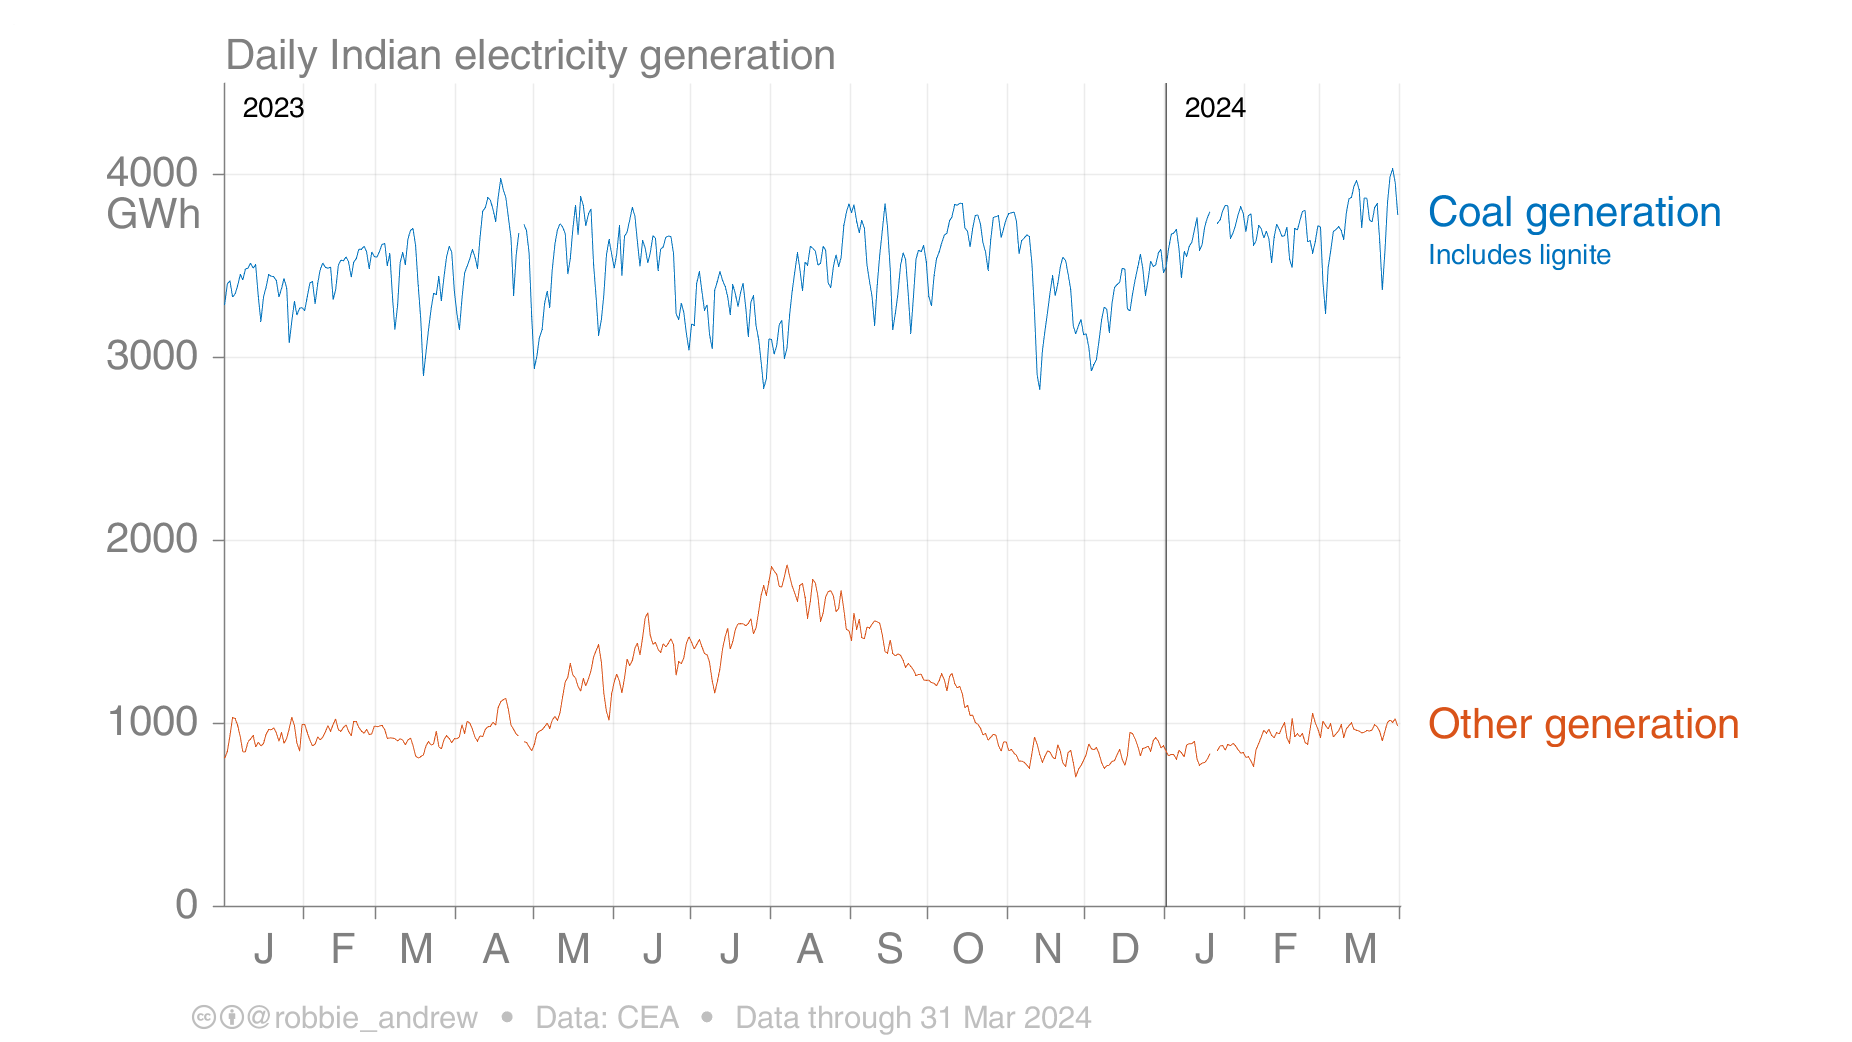 Daily Indian electricity generation
2023
2024
4000
GWh
3000
2000
1000
0
Coal generation
Includes lignite
Other generation
J F M A M J J A S O N D J F M
cc @robbie_andrew • Data: CEA • Data through 31 Mar 2024